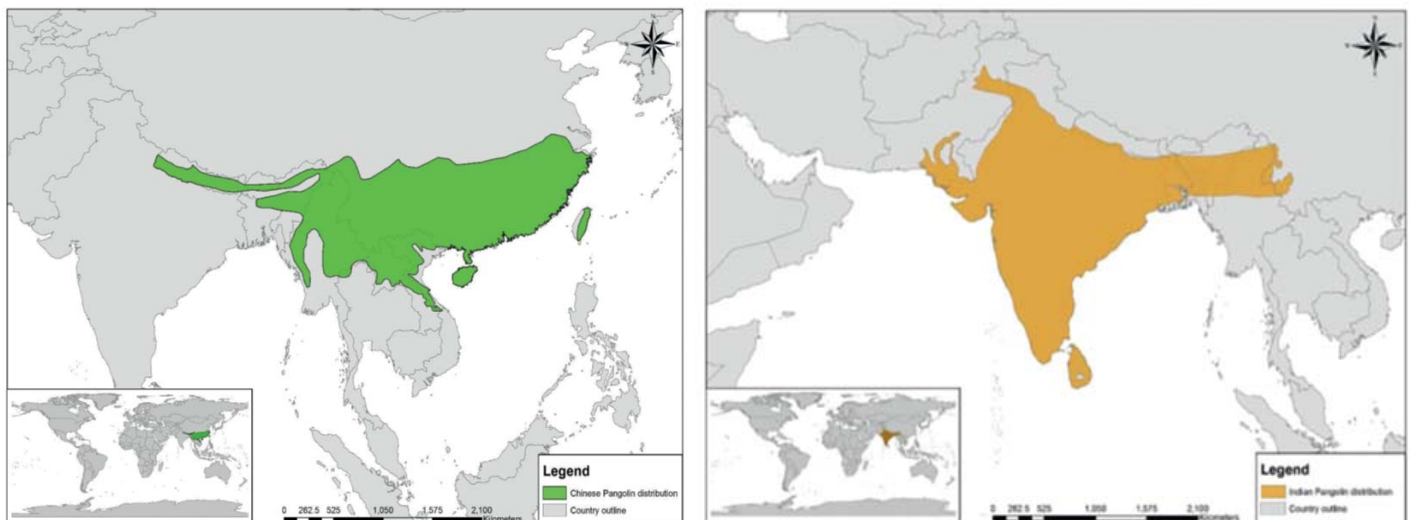 N
E
S
Legend
Chinese Pangolin distribution
Country outline
0 262.5 525 1,050 1,575 2,100
Kilometers
N
E
S
Legend
Indian Pangolin distribution
Country outline
0 262.5 525 1,050 1,575 2,100
Kilometers